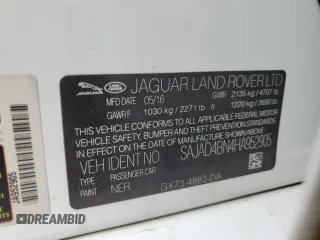 JAGUAR
JAGUAR LAND ROVER LTD
MFD 05/16 GVWR 2135 kg / 4707 lb
GAWR F 1030 kg / 2271 lb R 1220 kg / 2690 lb
THIS VEHICLE CONFORMS TO ALL APPLICABLE FEDERAL MOTOR
VEHICLE SAFETY, BUMPER, AND THEFT PREVENTION STANDARDS
IN EFFECT ON THE DATE OF MANUFACTURE SHOWN ABOVE.
VEH IDENT NO. SAJAD4BN4HA952905
TYPE: PASSENGER CAR
PAINT: NER GX73-4883-DA
JA952905
© DREAMBID